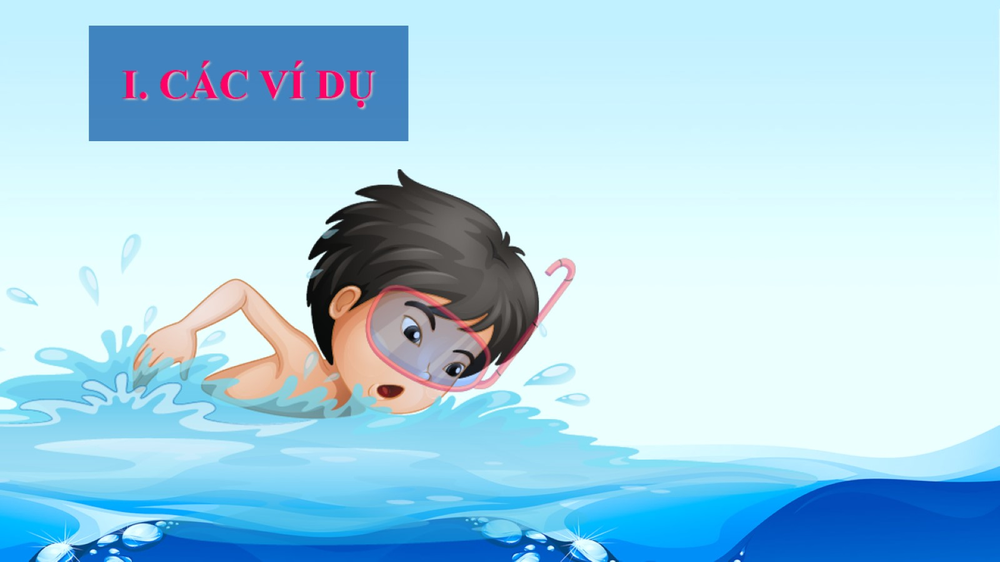 I. CÁC VÍ DỤ